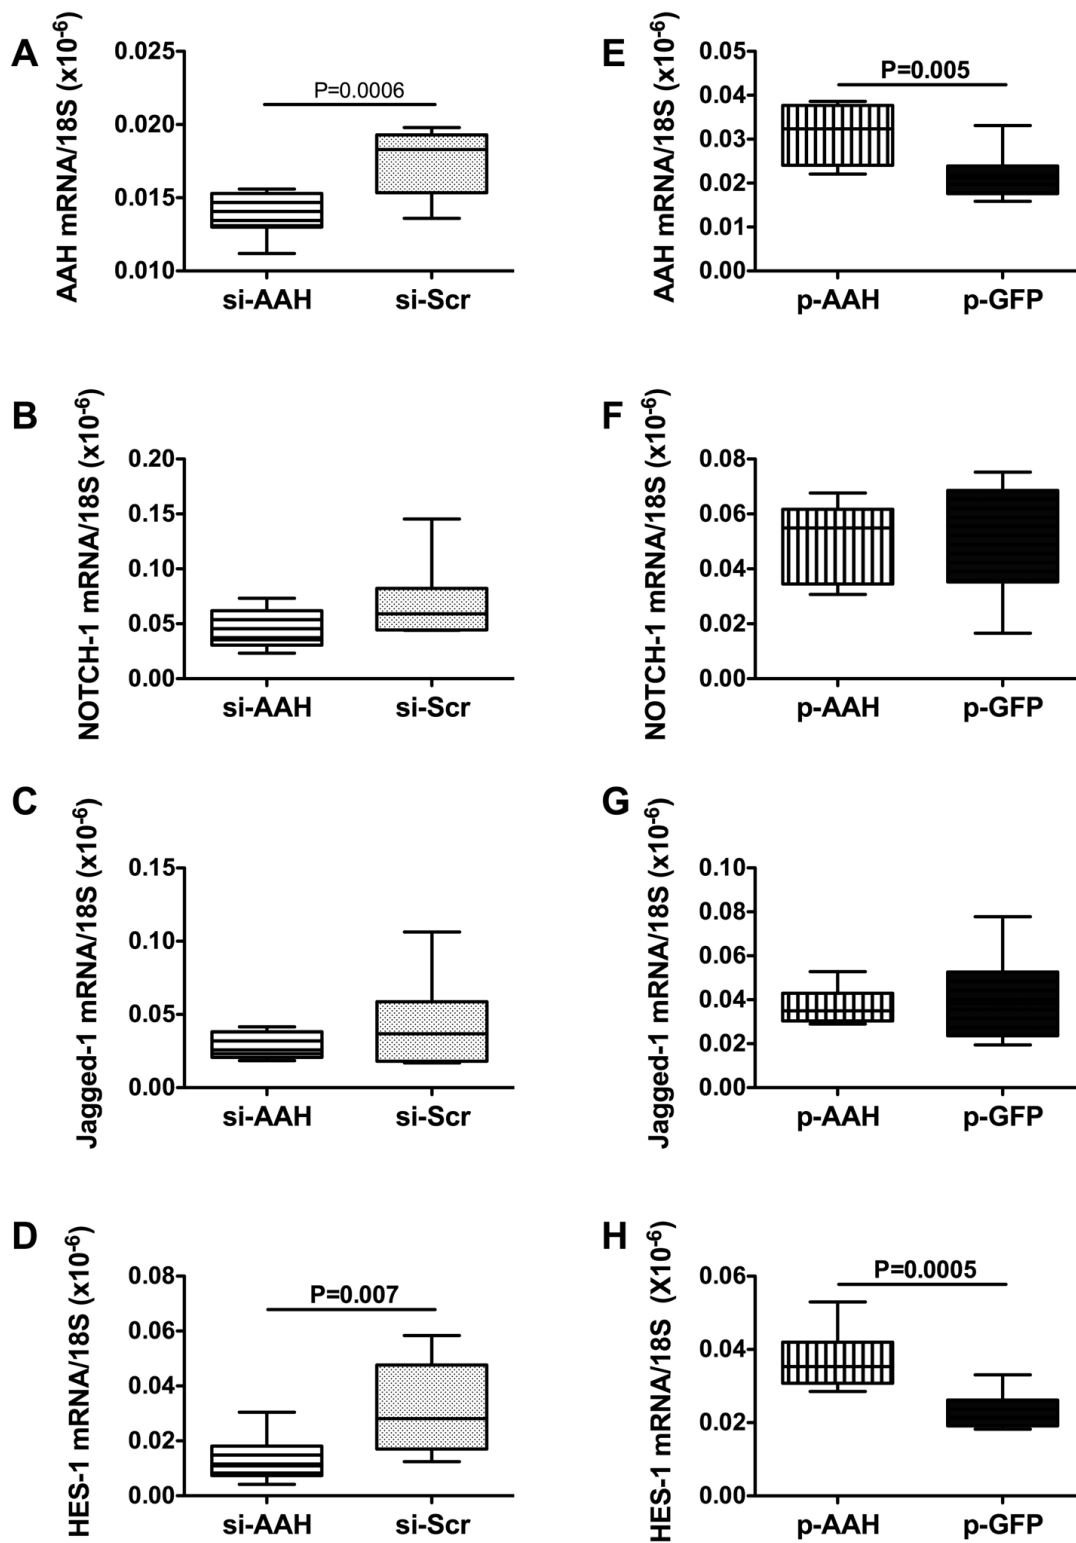 A
AAH mRNA/18S (x10-6)
0.025
0.020
0.015
0.010
P=0.0006
si-AAH si-Scr
E
AAH mRNA/18S (x10-6)
0.05
0.04
0.03
0.02
0.01
0.00
P=0.005
p-AAH p-GFP
B
NOTCH-1 mRNA/18S (x10-6)
0.20
0.15
0.10
0.05
0.00
si-AAH si-Scr
F
NOTCH-1 mRNA/18S (x10-6)
0.08
0.06
0.04
0.02
0.00
p-AAH p-GFP
C
Jagged-1 mRNA/18S (x10-6)
0.15
0.10
0.05
0.00
si-AAH si-Scr
G
Jagged-1 mRNA/18S (x10-6)
0.10
0.08
0.06
0.04
0.02
0.00
p-AAH p-GFP
D
HES-1 mRNA/18S (x10-6)
0.08
0.06
0.04
0.02
0.00
P=0.007
si-AAH si-Scr
H
HES-1 mRNA/18S (X10-6)
0.06
0.04
0.02
0.00
P=0.0005
p-AAH p-GFP